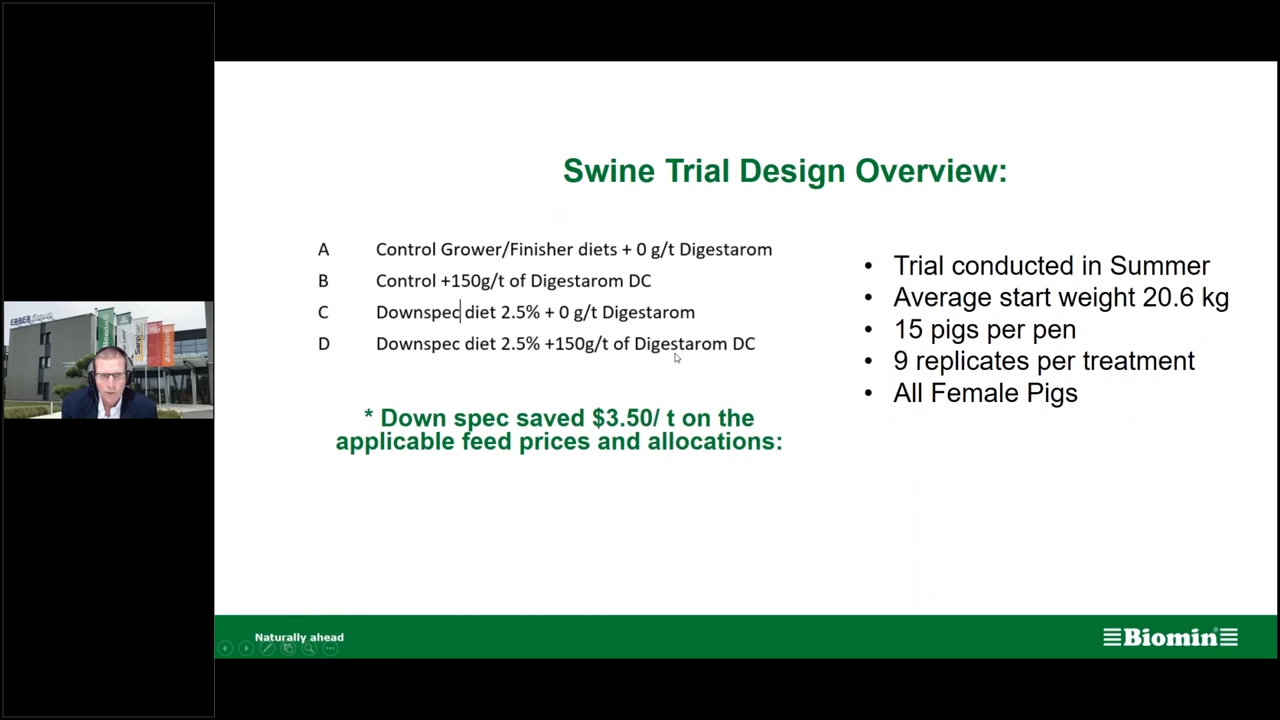 Swine Trial Design Overview:
A Control Grower/Finisher diets + 0 g/t Digestarom
B Control +150g/t of Digestarom DC
C Downspec diet 2.5% + 0 g/t Digestarom
D Downspec diet 2.5% +150g/t of Digestarom DC
* Down spec saved $3.50/ t on the
applicable feed prices and allocations:
• Trial conducted in Summer
• Average start weight 20.6 kg
• 15 pigs per pen
• 9 replicates per treatment
• All Female Pigs
ERBER
Biomin
Naturally ahead
Biomin®